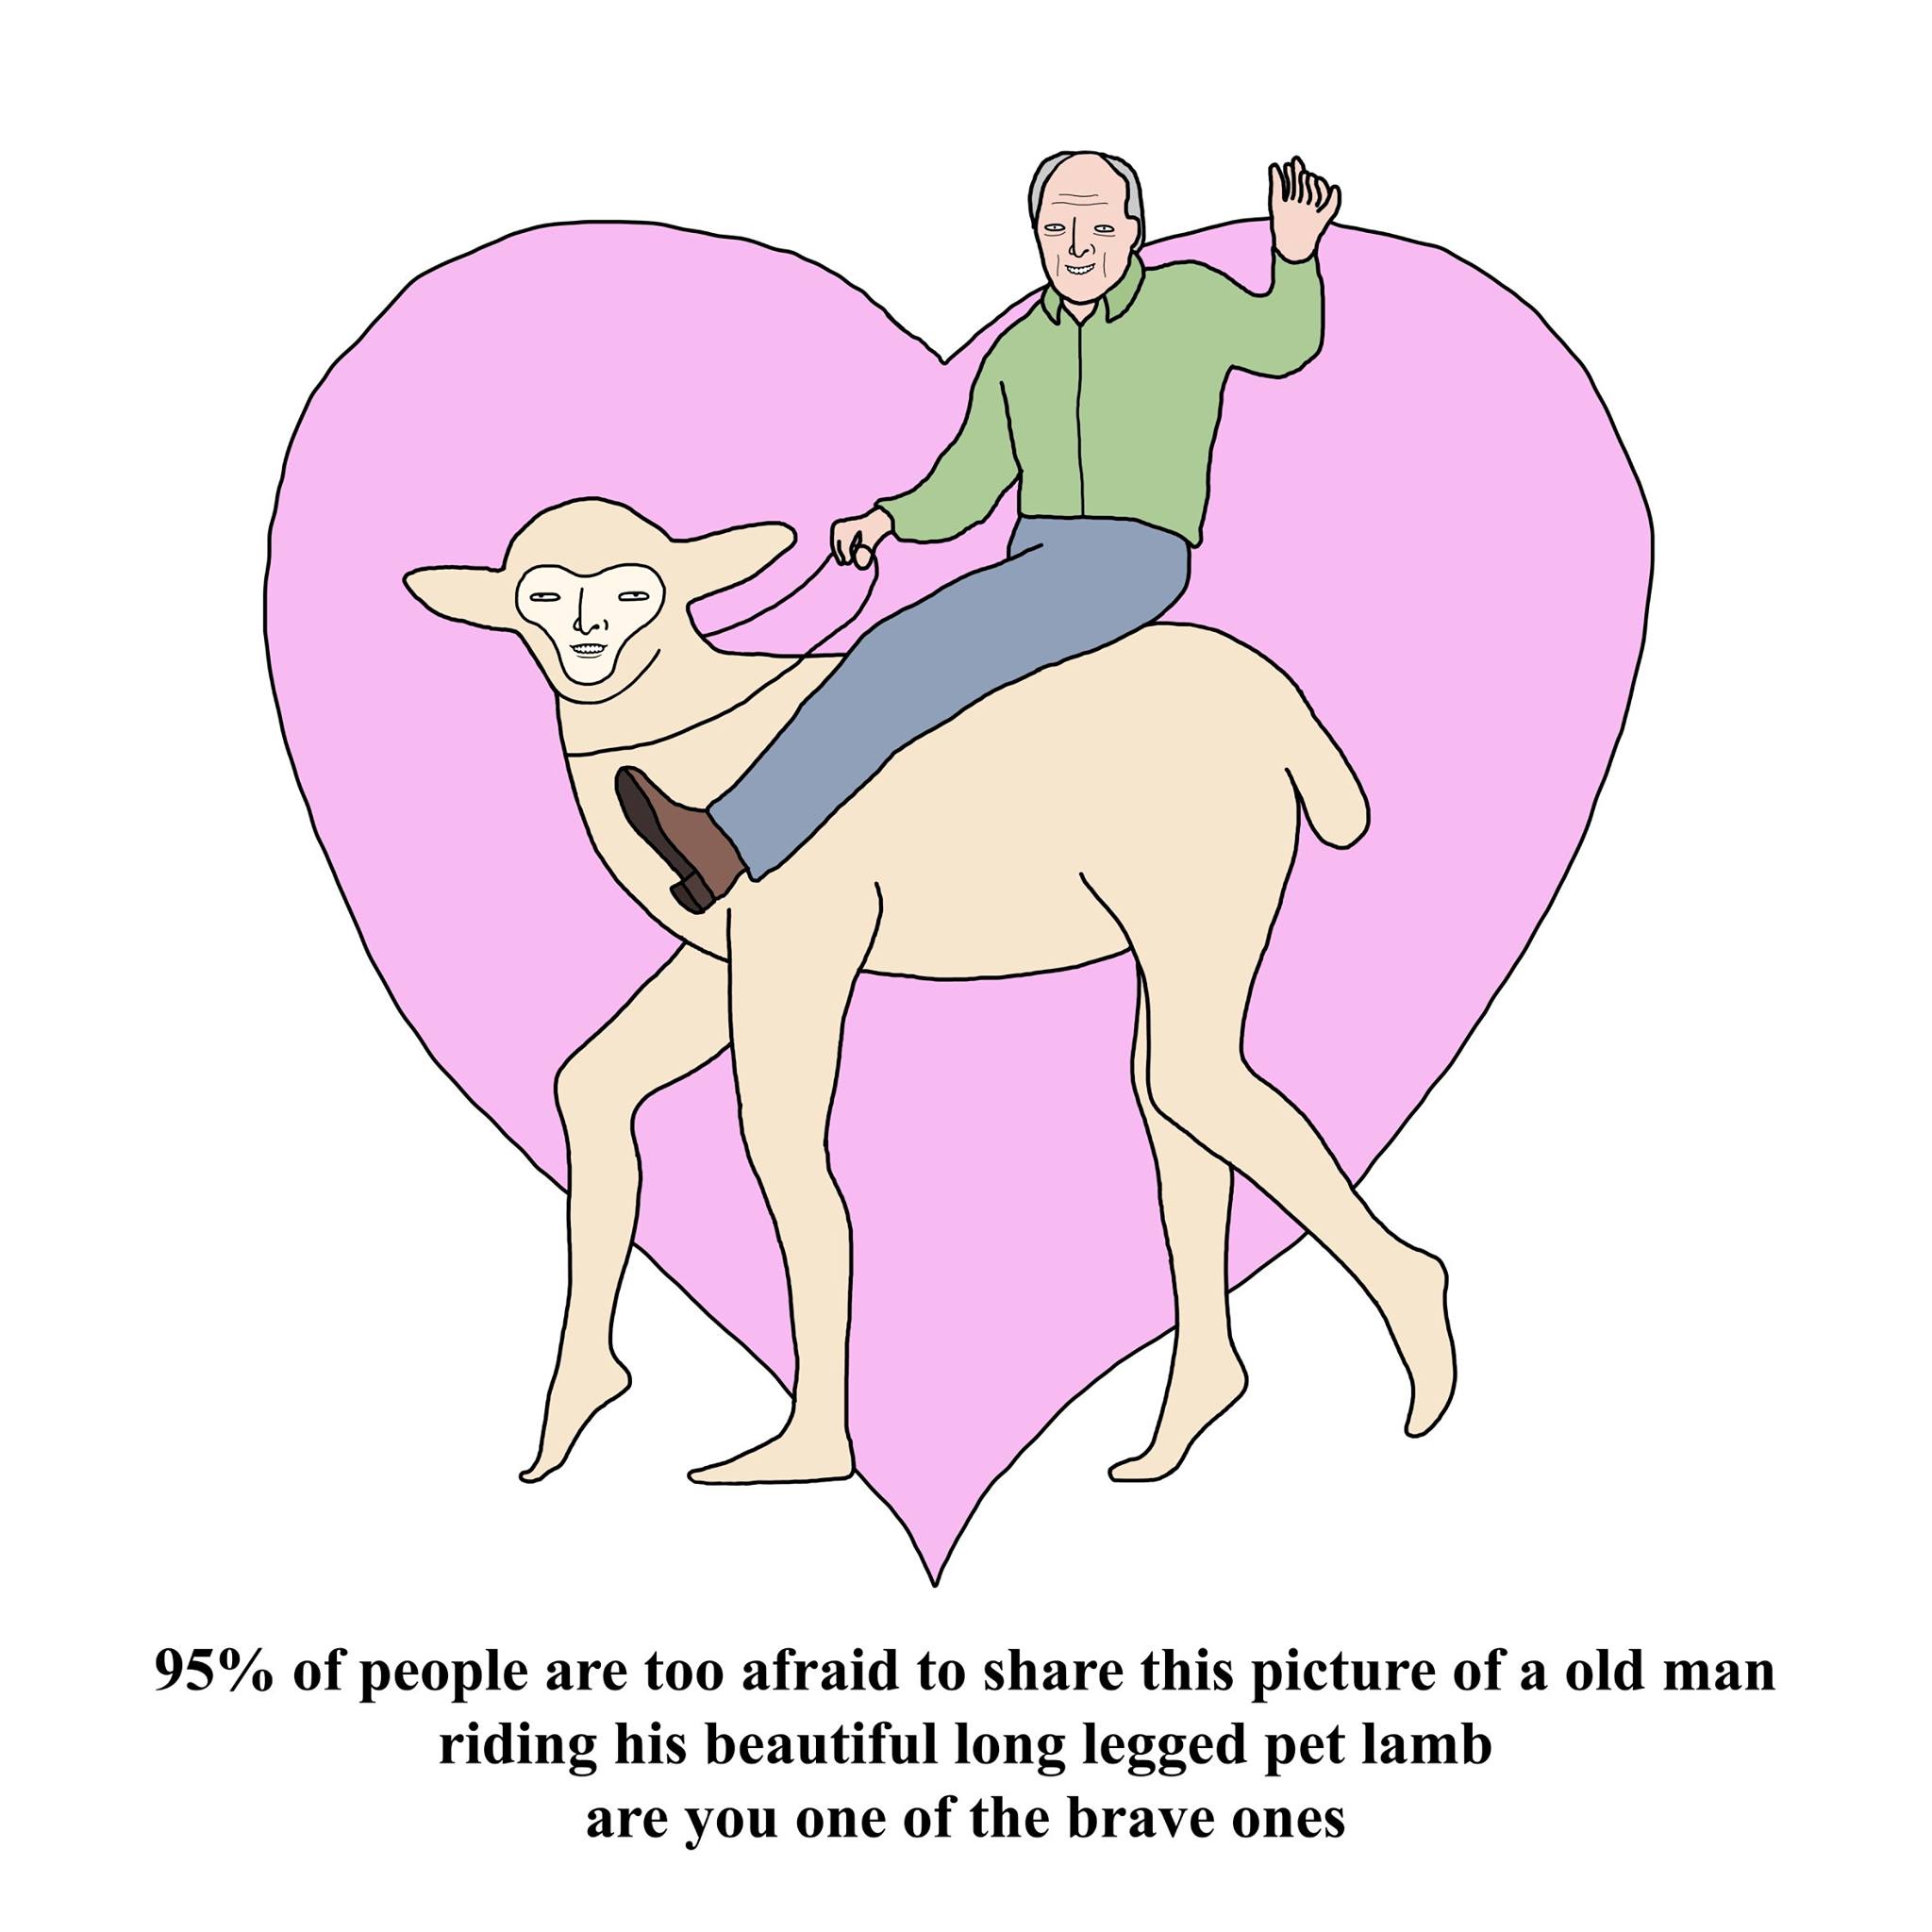 95% of people are too afraid to share this picture of a old man
riding his beautiful long legged pet lamb
are you one of the brave ones